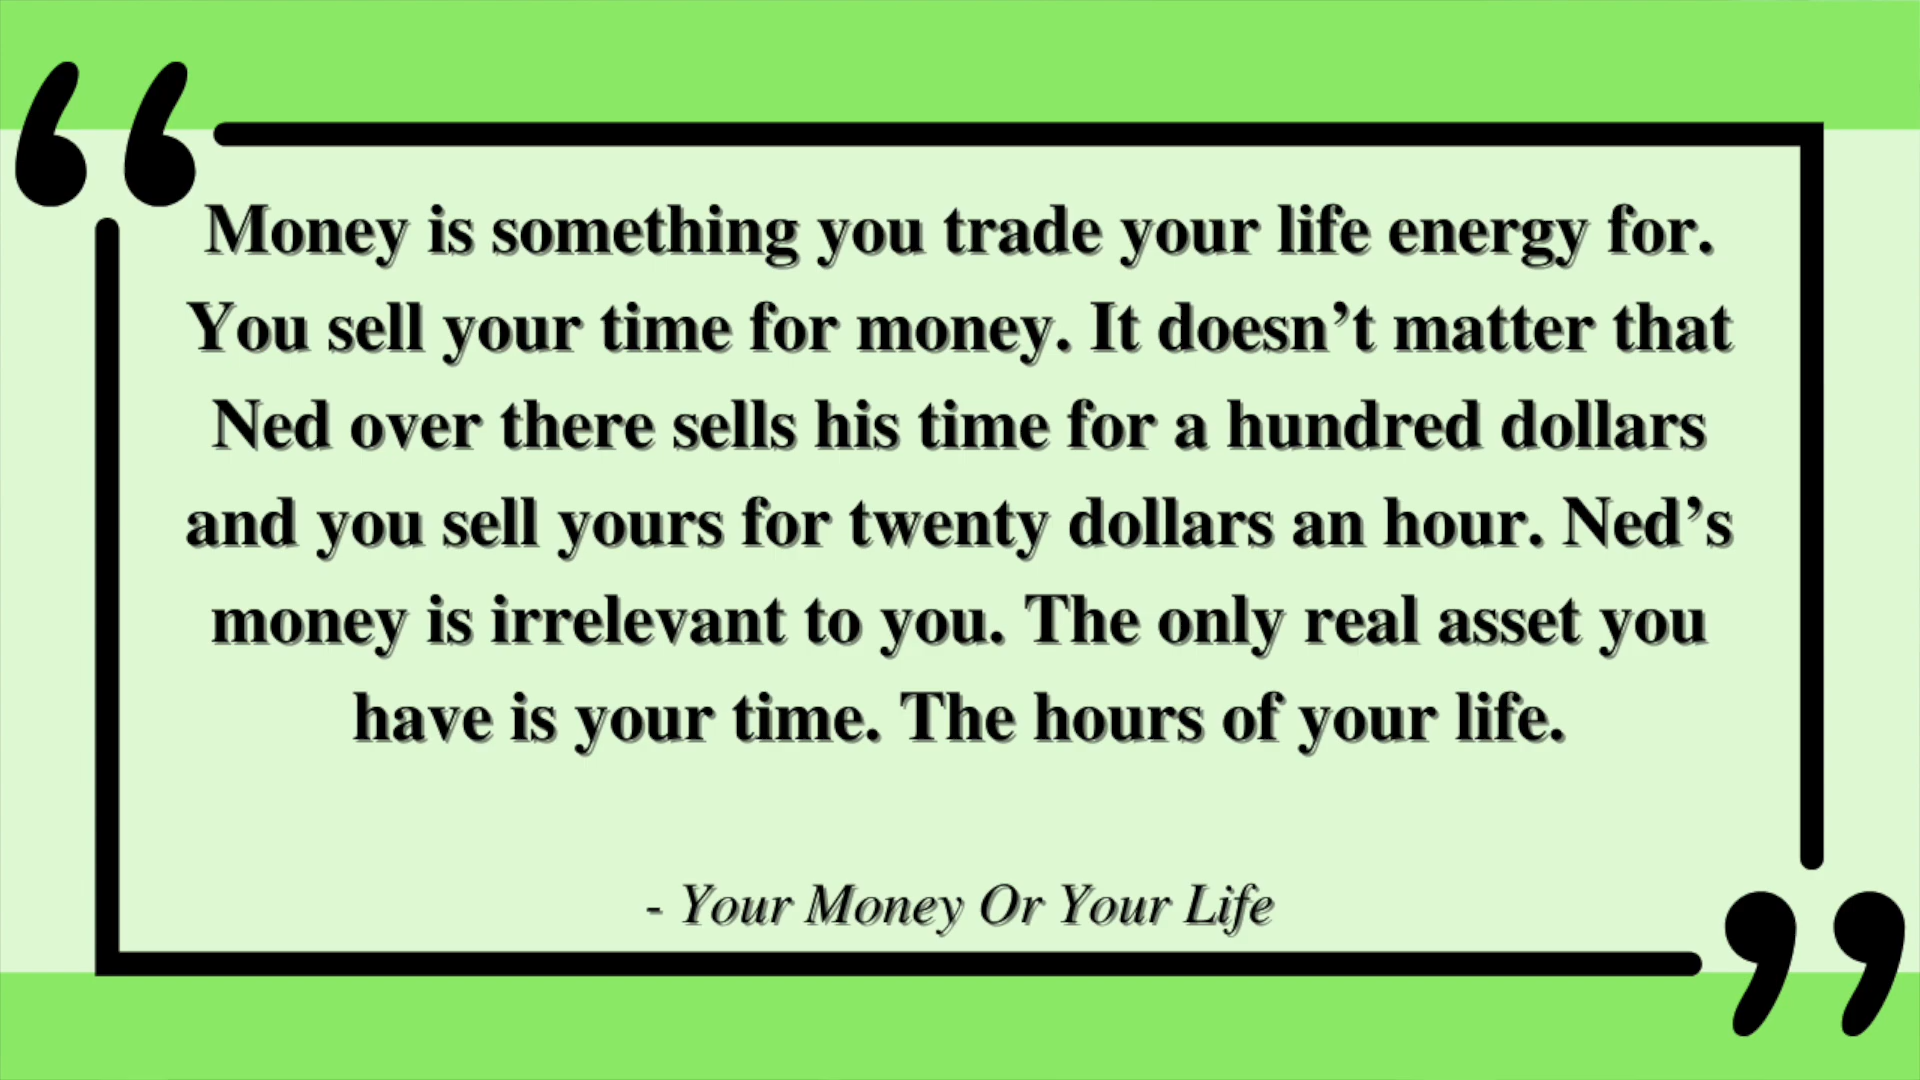 Money is something you trade your life energy for.
You sell your time for money. It doesn’t matter that
Ned over there sells his time for a hundred dollars
and you sell yours for twenty dollars an hour. Ned’s
money is irrelevant to you. The only real asset you
have is your time. The hours of your life.
- Your Money Or Your Life